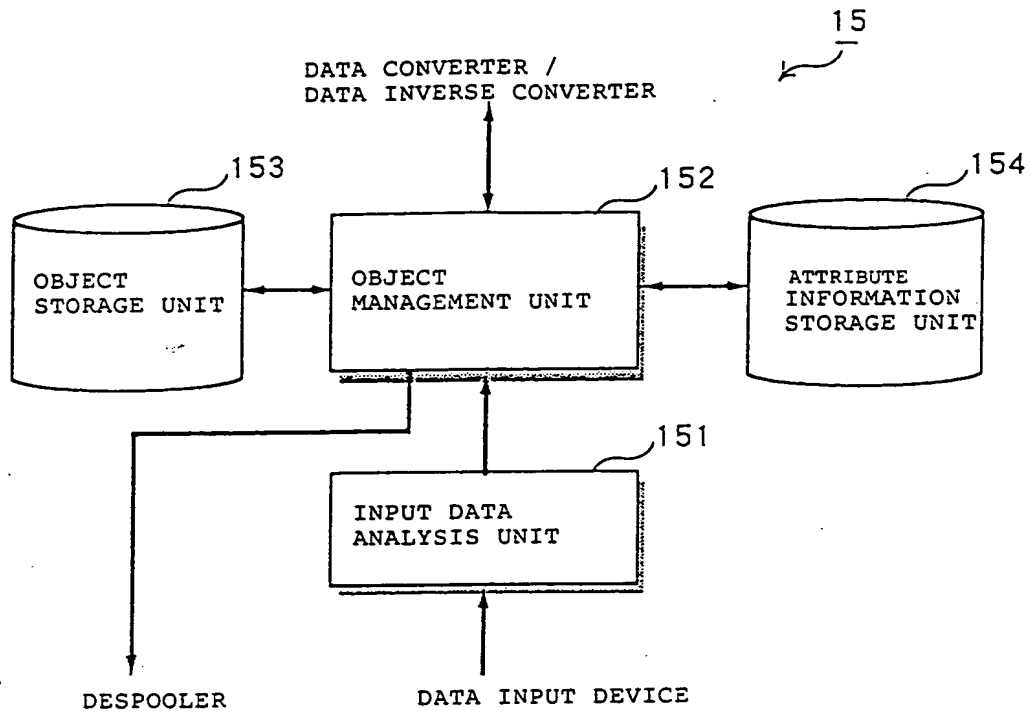 15
DATA CONVERTER /
DATA INVERSE CONVERTER
153
152
154
OBJECT
STORAGE UNIT
OBJECT
MANAGEMENT UNIT
ATTRIBUTE
INFORMATION
STORAGE UNIT
151
INPUT DATA
ANALYSIS UNIT
DESPOOLER
DATA INPUT DEVICE